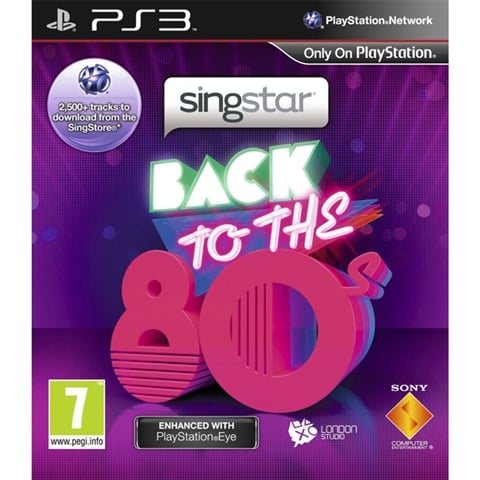 PS3
PlayStation®Network
Only On PlayStation®
2,500+ tracks to
download from the
SingStore®*
singstar®
BACK
TO THE
80s
7
www.pegi.info
ENHANCED WITH
PlayStation®Eye
LONDON
STUDIO
SONY
COMPUTER
ENTERTAINMENT®